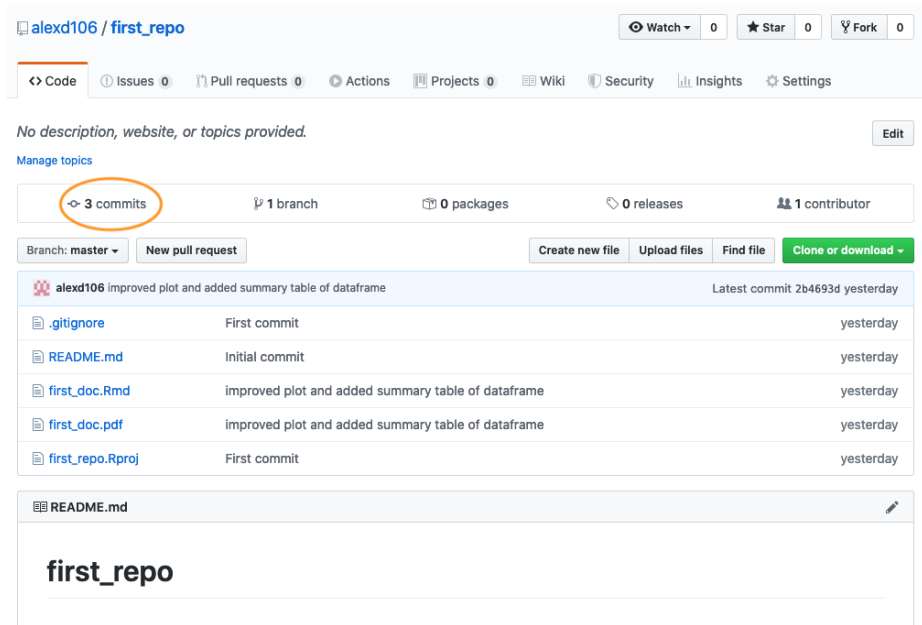 alexd106 / first_repo Watch 0 Star 0 Fork 0
Code Issues 0 Pull requests 0 Actions Projects 0 Wiki Security Insights Settings
No description, website, or topics provided. Edit
Manage topics
3 commits 1 branch 0 packages 0 releases 1 contributor
Branch: master New pull request Create new file Upload files Find file Clone or download
alexd106 improved plot and added summary table of dataframe Latest commit 2b4693d yesterday
.gitignore First commit yesterday
README.md Initial commit yesterday
first_doc.Rmd improved plot and added summary table of dataframe yesterday
first_doc.pdf improved plot and added summary table of dataframe yesterday
first_repo.Rproj First commit yesterday
README.md
first_repo